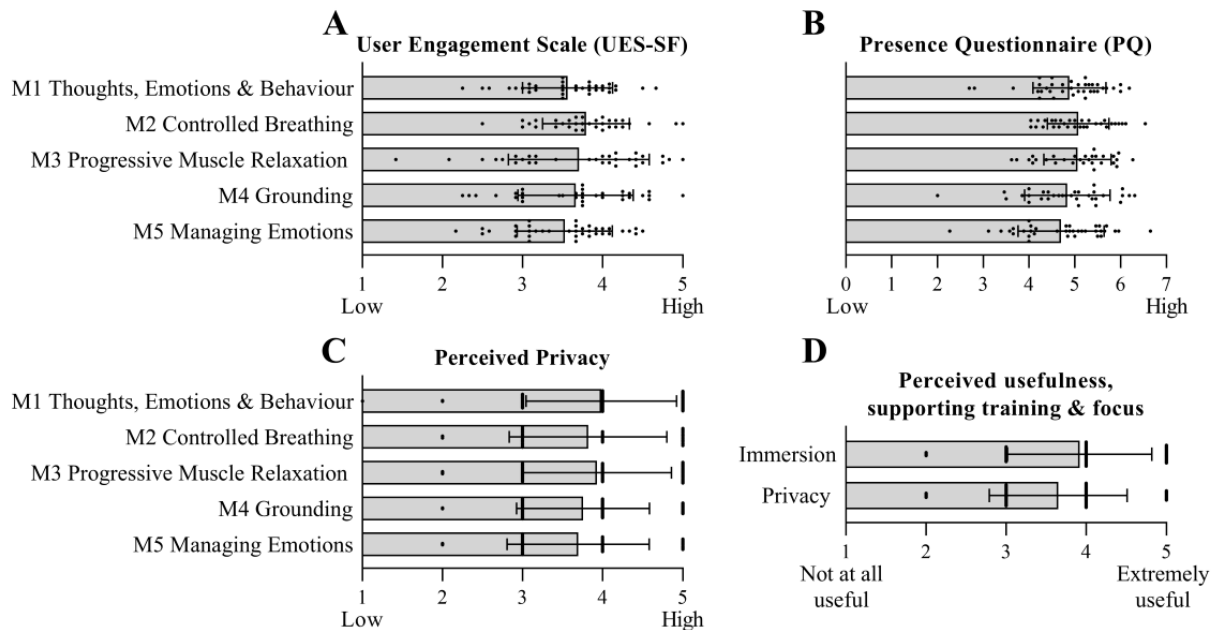 A
User Engagement Scale (UES-SF)
M1 Thoughts, Emotions & Behaviour
M2 Controlled Breathing
M3 Progressive Muscle Relaxation
M4 Grounding
M5 Managing Emotions
1 2 3 4 5
Low High
B
Presence Questionnaire (PQ)
0 1 2 3 4 5 6 7
Low High
C
Perceived Privacy
M1 Thoughts, Emotions & Behaviour
M2 Controlled Breathing
M3 Progressive Muscle Relaxation
M4 Grounding
M5 Managing Emotions
1 2 3 4 5
Low High
D
Perceived usefulness,
supporting training & focus
Immersion
Privacy
1 2 3 4 5
Not at all Extremely
useful useful